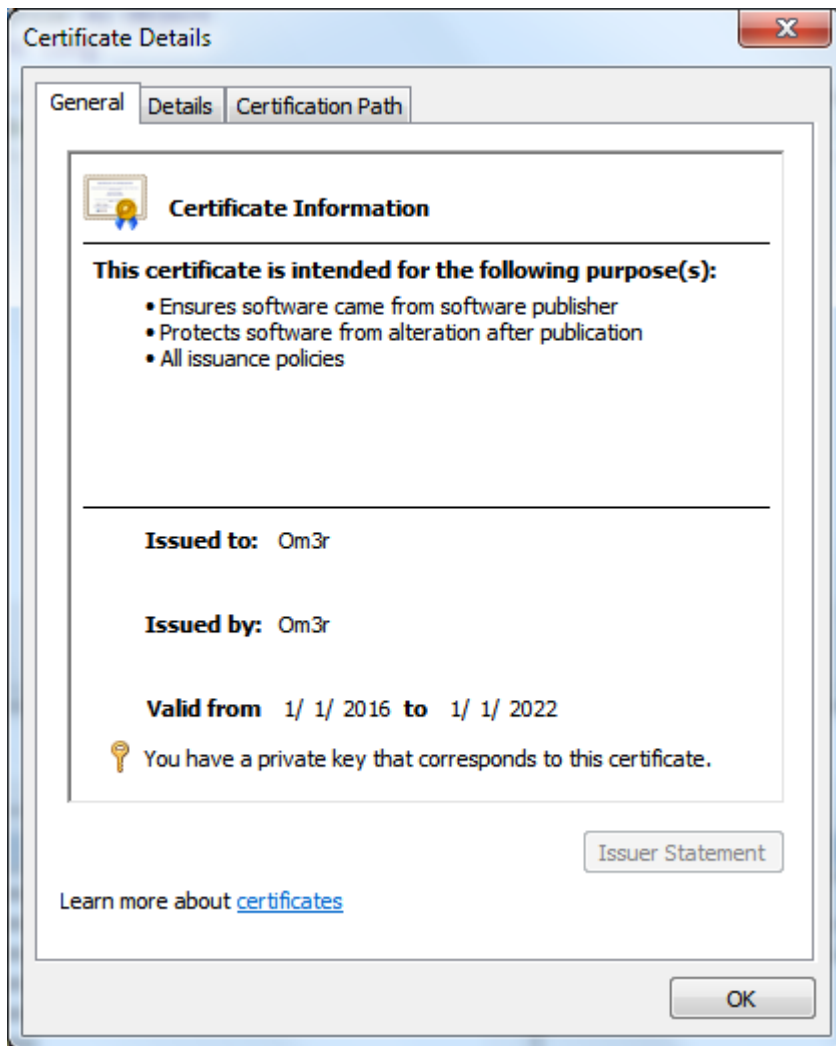 Certificate Details
General Details Certification Path
Certificate Information
This certificate is intended for the following purpose(s):
• Ensures software came from software publisher
• Protects software from alteration after publication
• All issuance policies
Issued to: Om3r
Issued by: Om3r
Valid from 1/ 1/ 2016 to 1/ 1/ 2022
You have a private key that corresponds to this certificate.
Issuer Statement
Learn more about certificates
OK